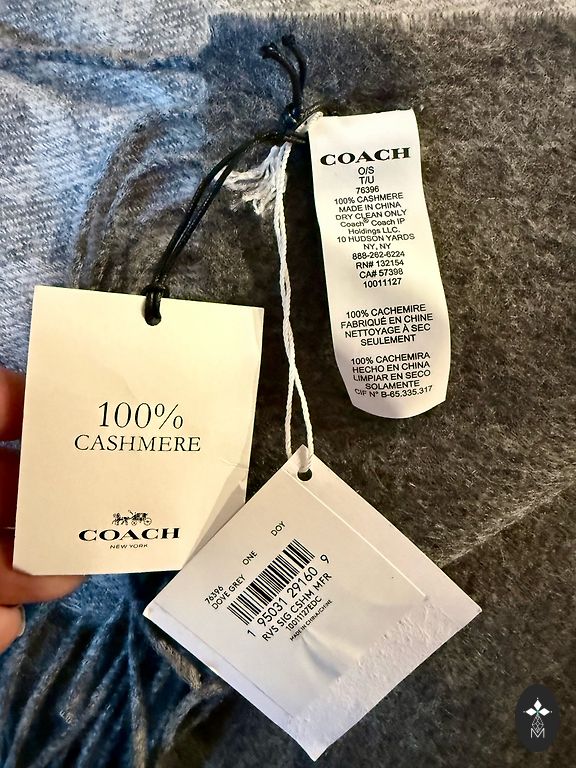 COACH
O/S
T/U
76396
100% CASHMERE
MADE IN CHINA
DRY CLEAN ONLY
Coach® Coach IP
Holdings LLC.
10 HUDSON YARDS
NY, NY
888-262-6224
RN# 132154
CA# 57398
10011127
100% CACHEMIRE
FABRIQUÉ EN CHINE
NETTOYAGE À SEC
SEULEMENT
100% CACHEMIRA
HECHO EN CHINA
LIMPIAR EN SECO
SOLAMENTE
CIF N° B-65.335.317
100%
CASHMERE
COACH
NEW YORK
76396 ONE DOY
DOVE GREY
1 95031 29160 9
RVS SIG CSHM MFR
10011127EDC
MADE IN CHINA/CHINE
M